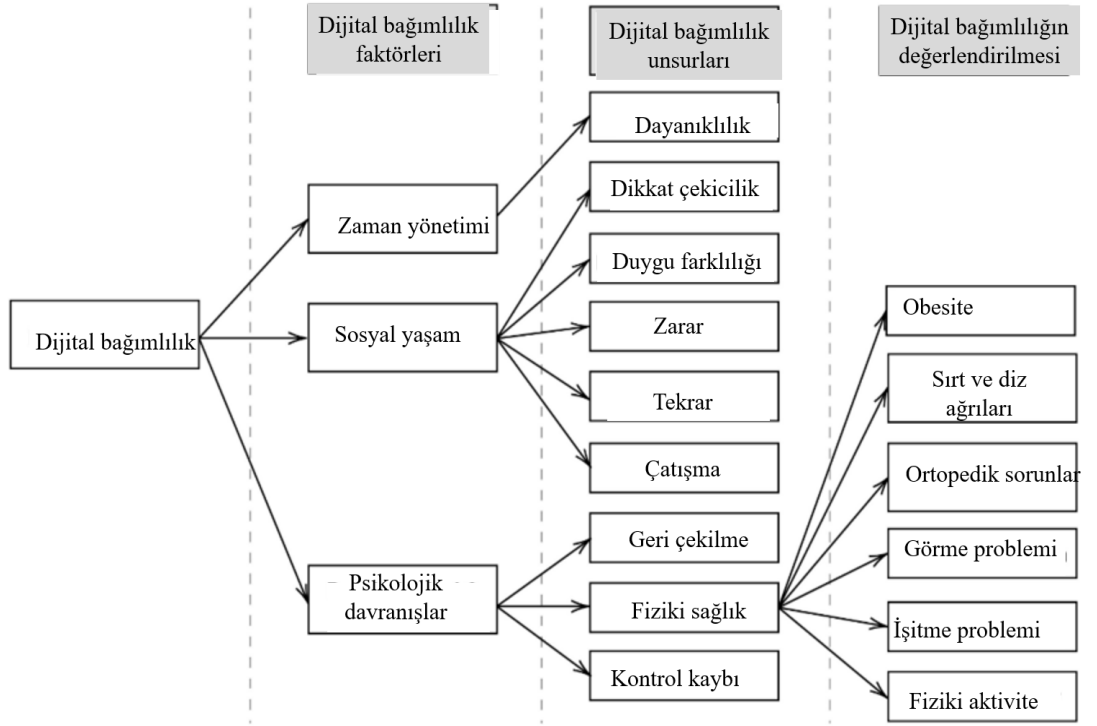 Dijital bağımlılık
faktörleri
Dijital bağımlılık
unsurları
Dijital bağımlılığın
değerlendirilmesi
Dijital bağımlılık
Zaman yönetimi
Sosyal yaşam
Psikolojik
davranışlar
Dayanıklılık
Dikkat çekicilik
Duygu farklılığı
Zarar
Tekrar
Çatışma
Geri çekilme
Fiziki sağlık
Kontrol kaybı
Obesite
Sırt ve diz
ağrıları
Ortopedik sorunlar
Görme problemi
İşitme problemi
Fiziki aktivite